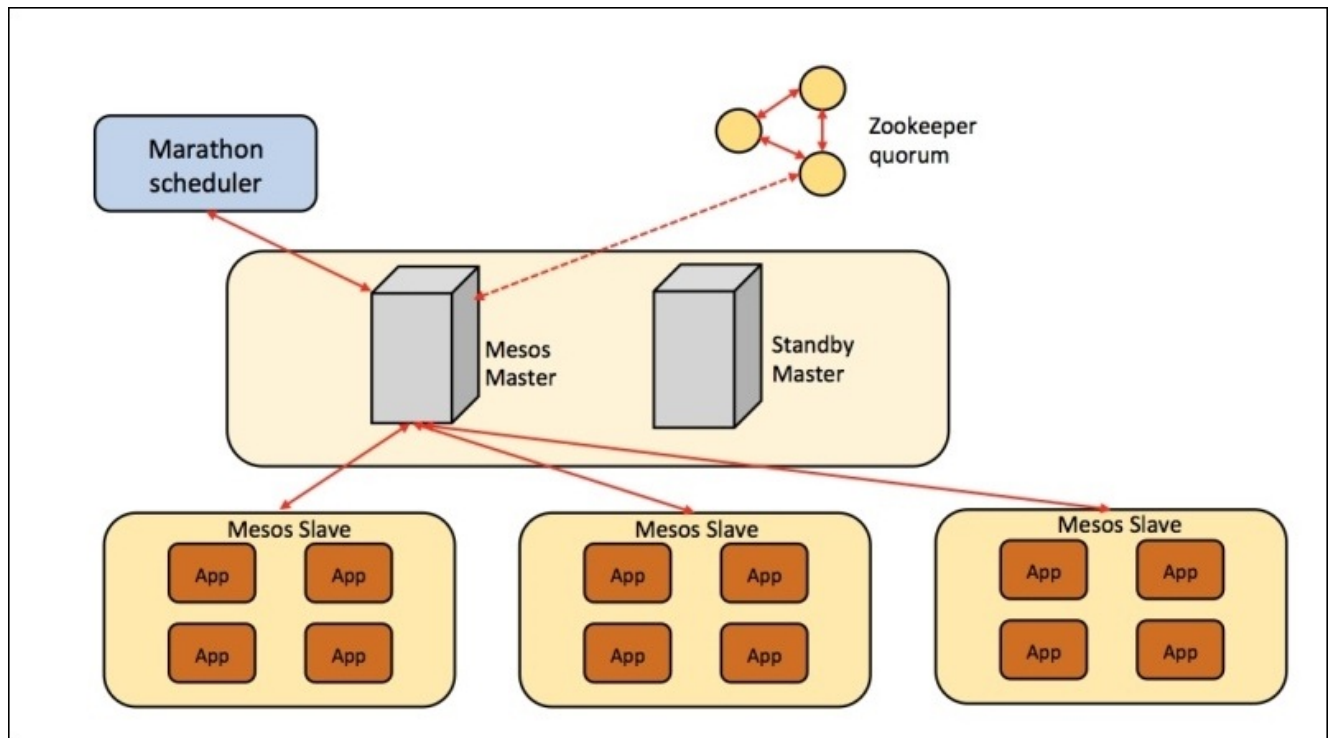 Marathon
scheduler
Zookeeper
quorum
Mesos
Master
Standby
Master
Mesos Slave
App App
App App
Mesos Slave
App App
App App
Mesos Slave
App App
App App